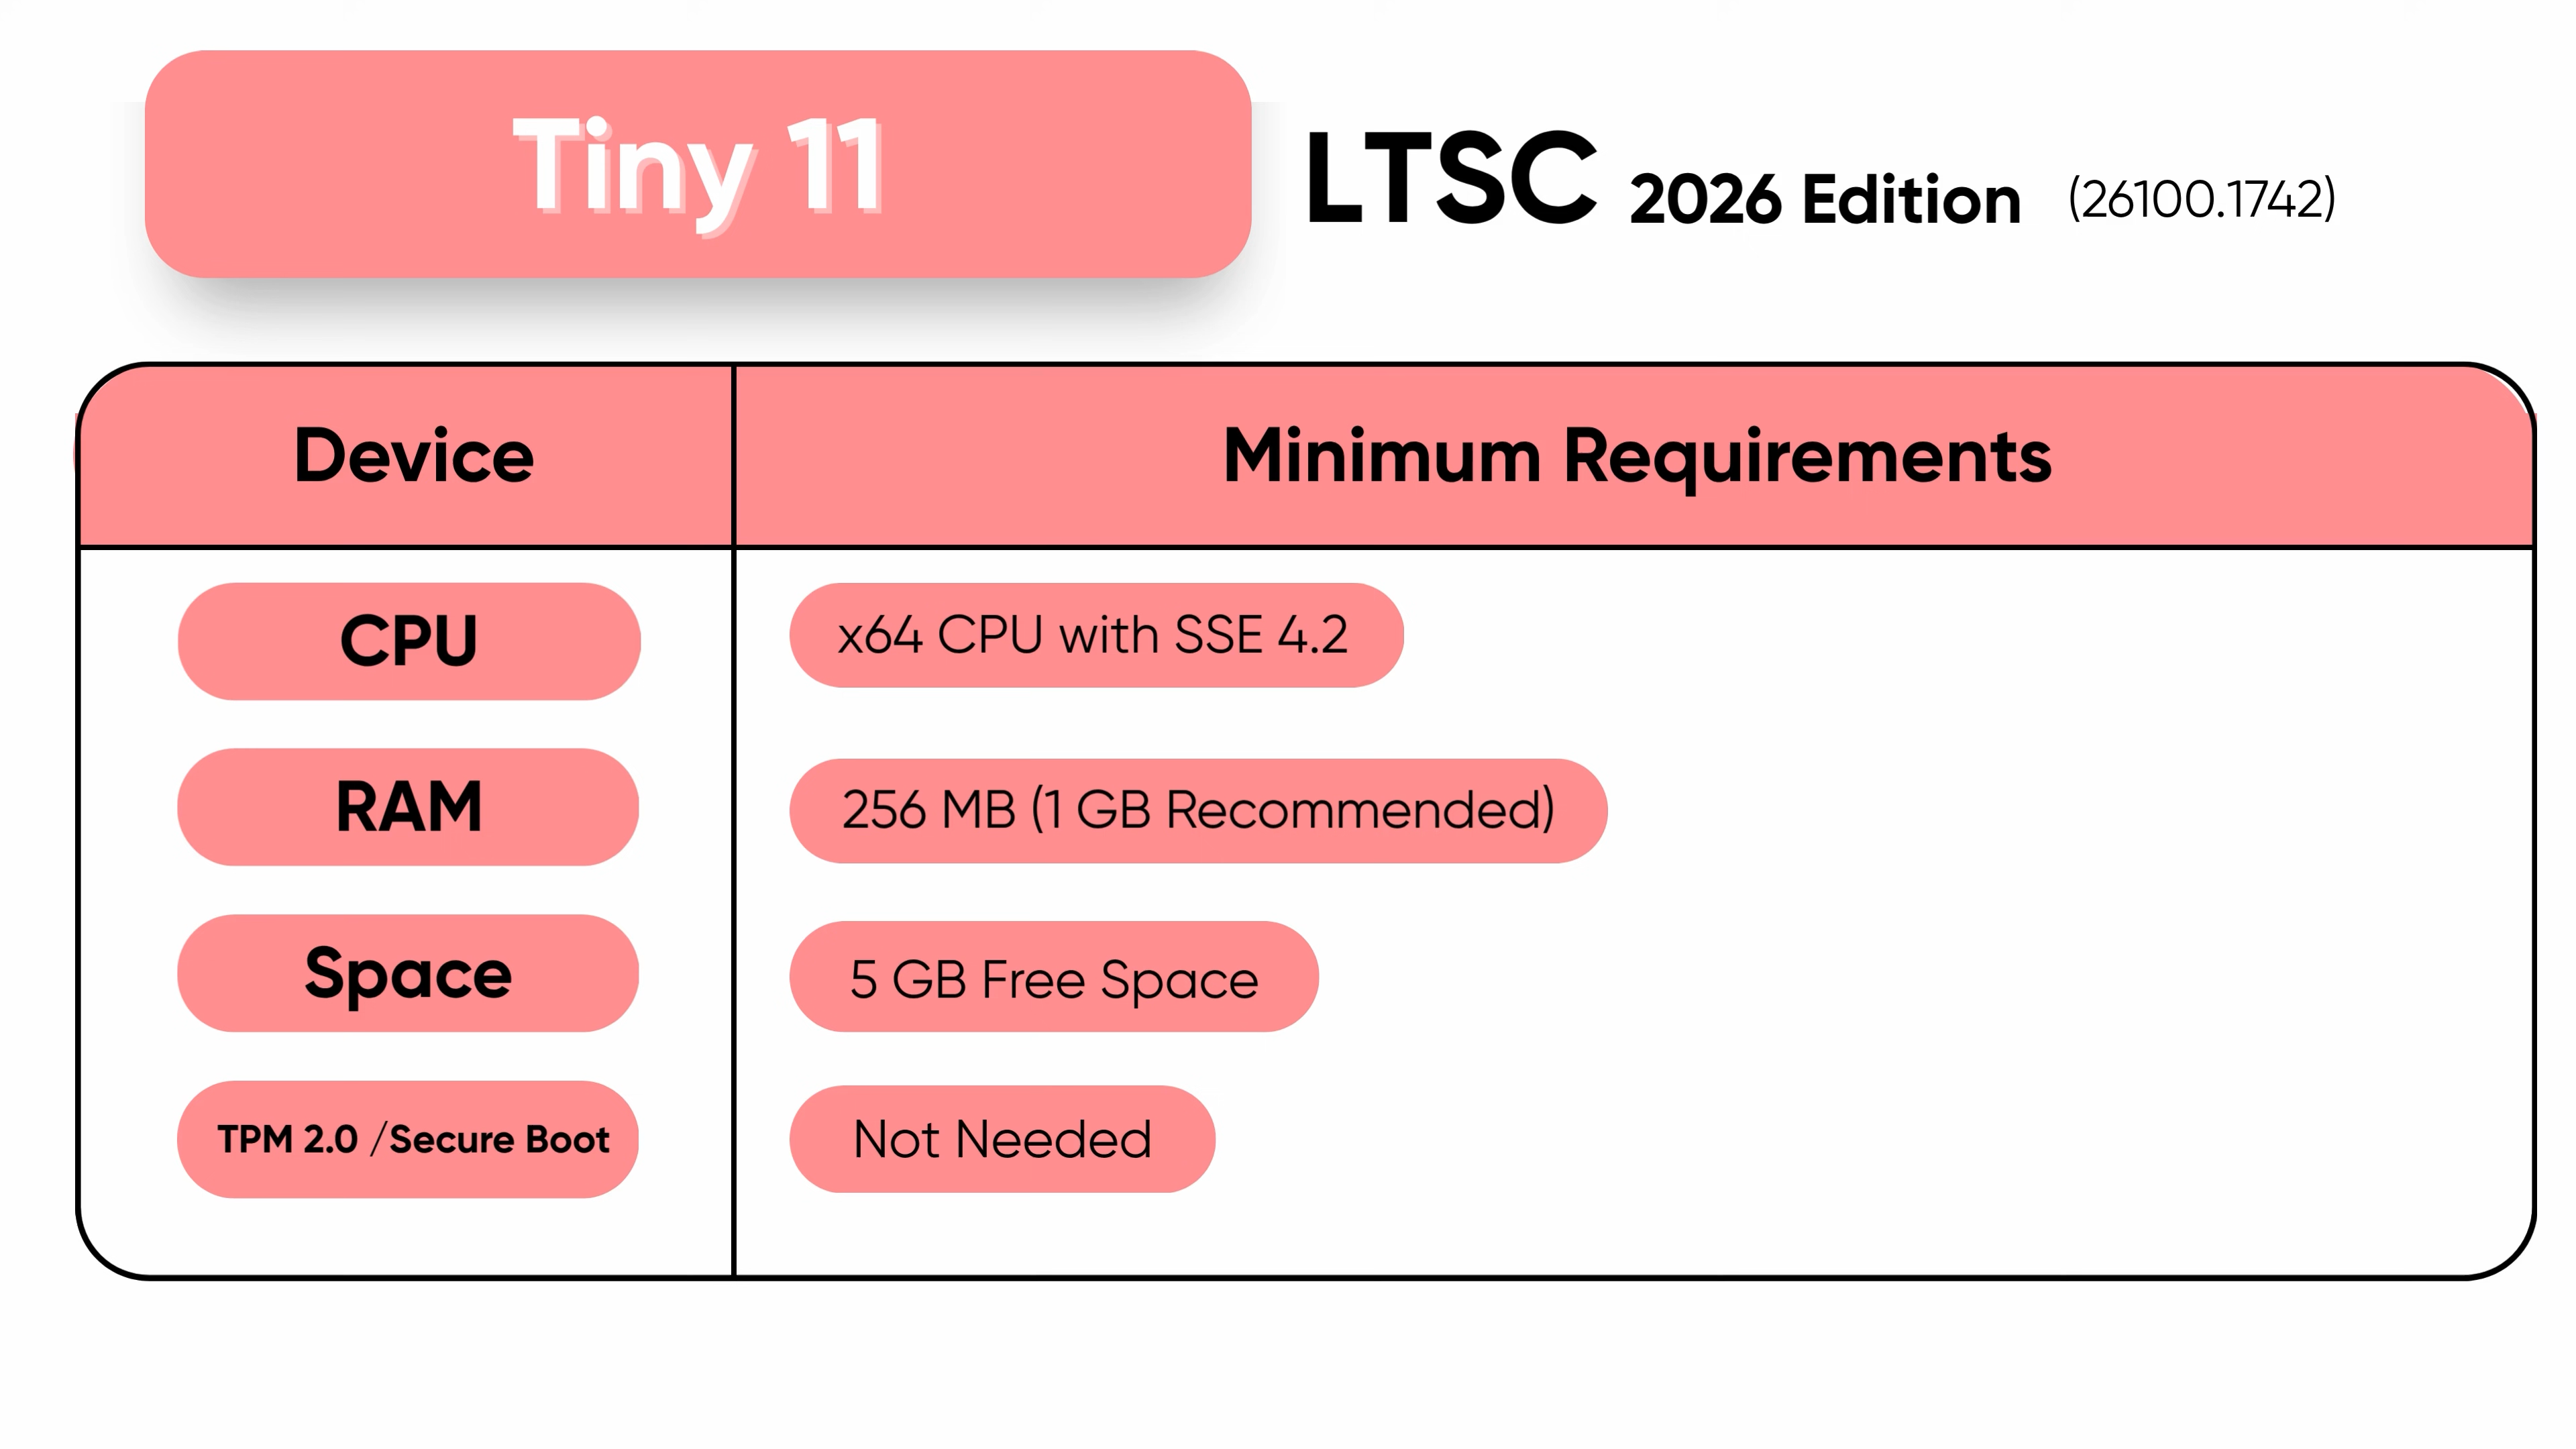 Tiny 11
LTSC 2026 Edition (26100.1742)
Device
Minimum Requirements
CPU
x64 CPU with SSE 4.2
RAM
256 MB (1 GB Recommended)
Space
5 GB Free Space
TPM 2.0 /Secure Boot
Not Needed